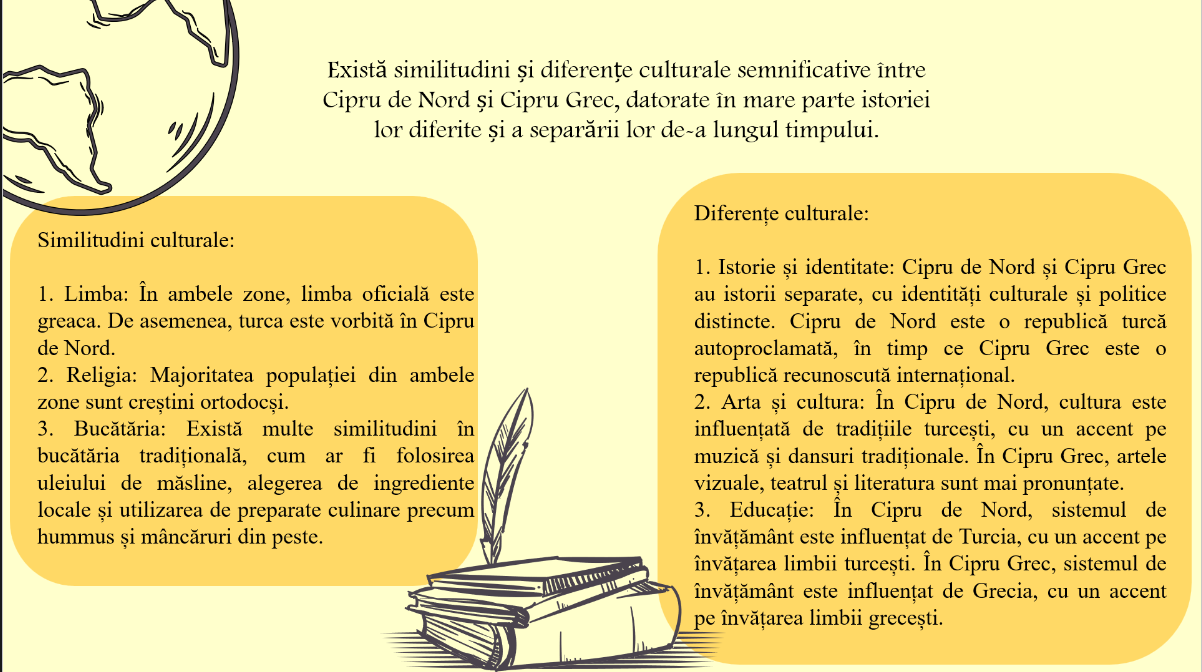 Există similitudini și diferențe culturale semnificative între
Cipru de Nord și Cipru Grec, datorate în mare parte istoriei
lor diferite și a separării lor de-a lungul timpului.
Similitudini culturale:
1. Limba: În ambele zone, limba oficială este
greaca. De asemenea, turca este vorbită în Cipru
de Nord.
2. Religia: Majoritatea populației din ambele
zone sunt creștini ortodocși.
3. Bucătăria: Există multe similitudini în
bucătăria tradițională, cum ar fi folosirea
uleiului de măsline, alegerea de ingrediente
locale și utilizarea de preparate culinare precum
hummus și mâncăruri din pește.
Diferențe culturale:
1. Istorie și identitate: Cipru de Nord și Cipru Grec
au istorii separate, cu identități culturale și politice
distincte. Cipru de Nord este o republică turcă
autoproclamată, în timp ce Cipru Grec este o
republică recunoscută internațional.
2. Arta și cultura: În Cipru de Nord, cultura este
influențată de tradițiile turcești, cu un accent pe
muzică și dansuri tradiționale. În Cipru Grec, artele
vizuale, teatrul și literatura sunt mai pronunțate.
3. Educație: În Cipru de Nord, sistemul de
învățământ este influențat de Turcia, cu un accent pe
învățarea limbii turcești. În Cipru Grec, sistemul de
învățământ este influențat de Grecia, cu un accent
pe învățarea limbii grecești.